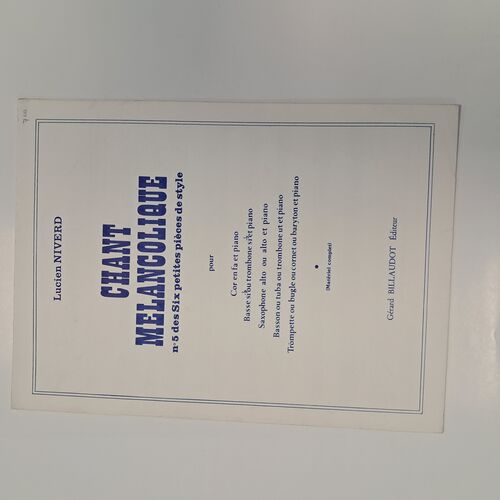 Lucien NIVERD
CHANT
MELANCOLIQUE
n° 5 des Six petites pièces de style
pour
Cor en fa et piano
Basse si♭ ou trombone si♭ et piano
Saxophone alto ou alto et piano
Basson ou tuba ou trombone ut et piano
Trompette ou bugle ou cornet ou baryton et piano
(Matériel complet)
Gérard BILLAUDOT Éditeur